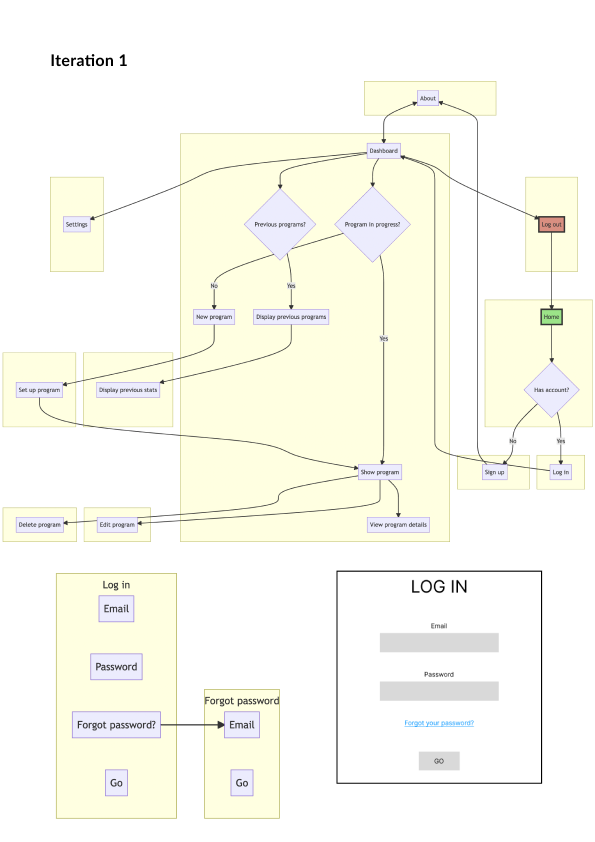 Iteration 1
About
Dashboard
Settings
Previous programs?
Program in progress?
Log out
No
Yes
New program
Display previous programs
Home
Yes
Set up program
Display previous stats
Has account?
No
Yes
Show program
Sign up
Log in
Delete program
Edit program
View program details
Log in
Email
Password
Forgot password?
Go
Forgot password
Email
Go
LOG IN
Email
Password
Forgot your password?
GO